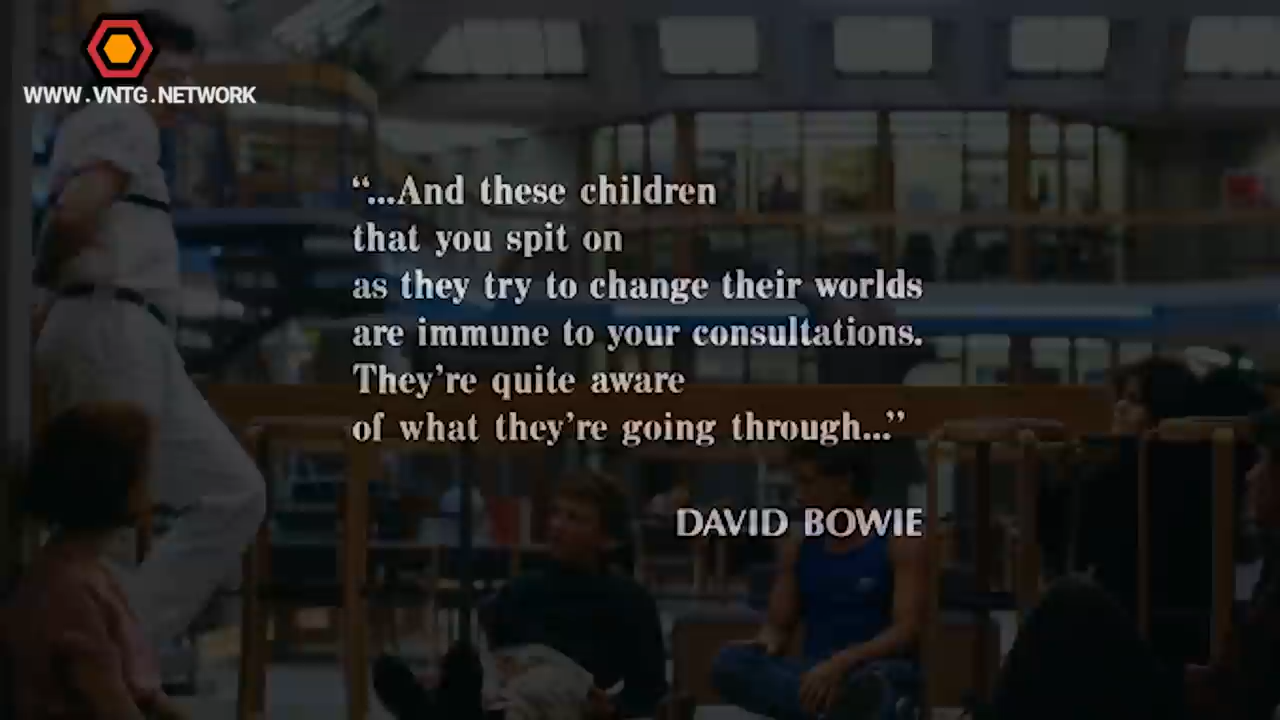 WWW.VNTG.NETWORK
“...And these children
that you spit on
as they try to change their worlds
are immune to your consultations.
They’re quite aware
of what they’re going through...”
DAVID BOWIE